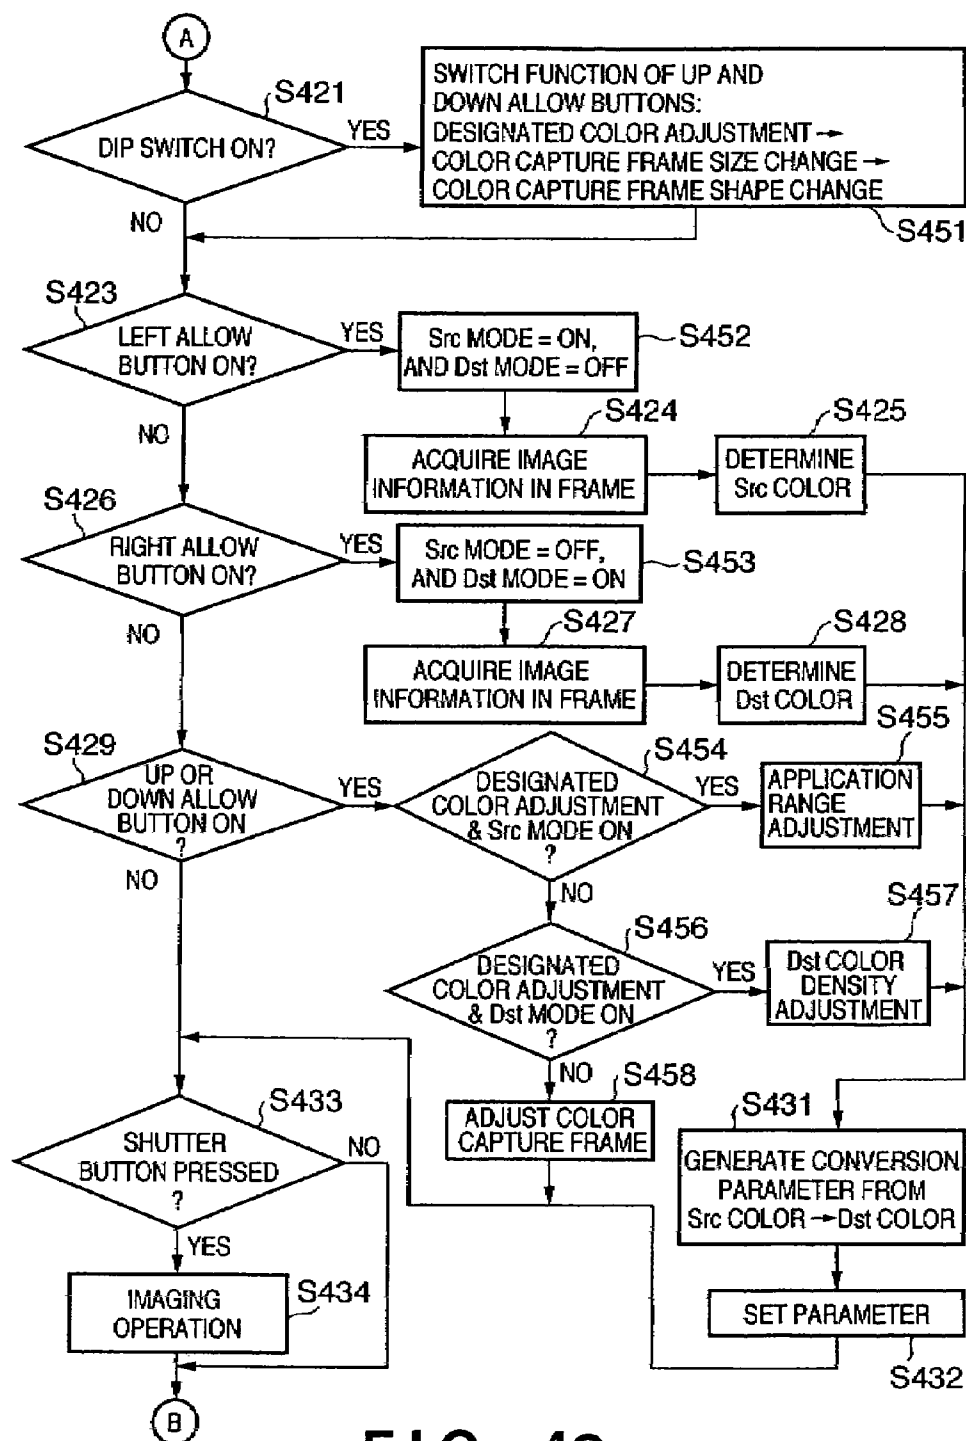 A
S421
DIP SWITCH ON?
YES
NO
SWITCH FUNCTION OF UP AND
DOWN ALLOW BUTTONS:
DESIGNATED COLOR ADJUSTMENT →
COLOR CAPTURE FRAME SIZE CHANGE →
COLOR CAPTURE FRAME SHAPE CHANGE
S451
S423
LEFT ALLOW
BUTTON ON?
YES
NO
Src MODE = ON,
AND Dst MODE = OFF
S452
S424
ACQUIRE IMAGE
INFORMATION IN FRAME
S425
DETERMINE
Src COLOR
S426
RIGHT ALLOW
BUTTON ON?
YES
NO
Src MODE = OFF,
AND Dst MODE = ON
S453
S427
ACQUIRE IMAGE
INFORMATION IN FRAME
S428
DETERMINE
Dst COLOR
S429
UP OR
DOWN ALLOW
BUTTON ON
?
YES
NO
S454
DESIGNATED
COLOR ADJUSTMENT
& Src MODE ON
?
YES
NO
S455
APPLICATION
RANGE
ADJUSTMENT
S456
DESIGNATED
COLOR ADJUSTMENT
& Dst MODE ON
?
YES
NO
S457
Dst COLOR
DENSITY
ADJUSTMENT
S458
ADJUST COLOR
CAPTURE FRAME
S431
GENERATE CONVERSION
PARAMETER FROM
Src COLOR → Dst COLOR
SET PARAMETER
S432
S433
SHUTTER
BUTTON PRESSED
?
NO
YES
S434
IMAGING
OPERATION
B